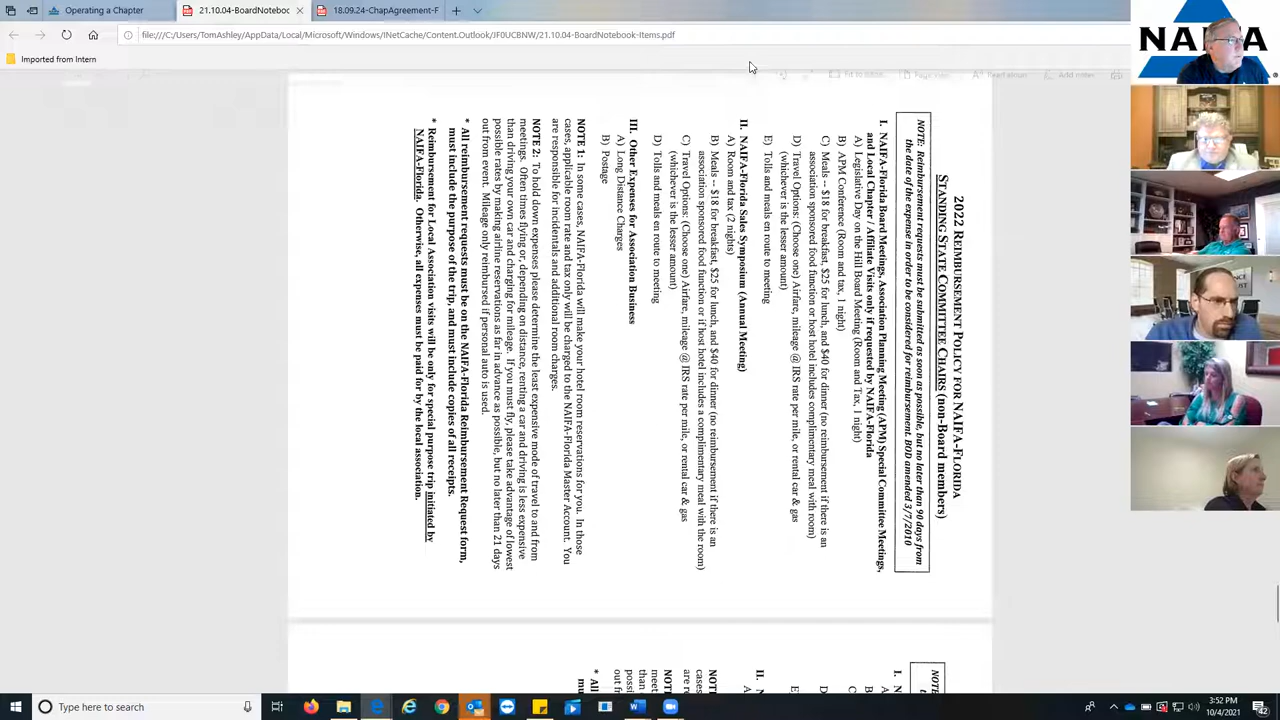 Operating a Chapter
21.10.04-BoardNotebook
18.09.24-ChapAgreement-F
file:///C:/Users/TomAshley/AppData/Local/Microsoft/Windows/INetCache/Content.Outlook/
-BoardNotebook-Items.pdf
Imported from Intern
Page view
Read aloud
Add notes
NAIFA
2022 REIMBURSEMENT POLICY FOR NAIFA-FLORIDA
STANDING STATE COMMITTEE CHAIRS (non-Board members)
NOTE: Reimbursement requests must be submitted as soon as possible, but no later than 90 days from
the date of the expense in order to be considered for reimbursement. BOD amended 3/7/2010
I. NAIFA-Florida Board Meetings, Association Planning Meeting (APM) Special Committee Meetings,
and Local Chapter / Affiliate Visits only if requested by NAIFA-Florida
A) Legislative Day on the Hill Board Meeting (Room and Tax, 1 night)
B) APM Conference (Room and tax, 1 night)
C) Meals -- $18 for breakfast, $25 for lunch, and $40 for dinner (no reimbursement if there is an
association sponsored food function or host hotel includes complimentary meal with room)
D) Travel Options: (Choose one) Airfare, mileage @ IRS rate per mile, or rental car & gas
(whichever is the lesser amount)
E) Tolls and meals en route to meeting
II. NAIFA-Florida Sales Symposium (Annual Meeting)
A) Room and tax (2 nights)
B) Meals -- $18 for breakfast, $25 for lunch, and $40 for dinner (no reimbursement if there is an
association sponsored food function or if host hotel includes a complimentary meal with the room)
C) Travel Options: (Choose one) Airfare, mileage @ IRS rate per mile, or rental car & gas
(whichever is the lesser amount)
D) Tolls and meals en route to meeting
III. Other Expenses for Association Business
A) Long Distance Charges
B) Postage
NOTE 1: In some cases, NAIFA-Florida will make your hotel room reservations for you. In those
cases, applicable room rate and tax only will be charged to the NAIFA-Florida Master Account. You
are responsible for incidentals and additional room charges.
NOTE 2: To hold down expenses please determine the least expensive mode of travel to and from
meetings. Often times flying or, depending on distance, renting a car and driving is less expensive
than driving your own car and charging for mileage. If you must fly, please take advantage of lowest
possible rates by making airline reservations as far in advance as possible, but no later than 21 days
out from event. Mileage only reimbursed if personal auto is used.
* All reimbursement requests must be on the NAIFA-Florida Reimbursement Request form,
must include the purpose of the trip, and must include copies of all receipts.
* Reimbursement for Local Association visits will be only for special purpose trip initiated by
NAIFA-Florida. Otherwise, all expenses must be paid for by the local association.
Type here to search
3:52 PM
10/4/2021
42